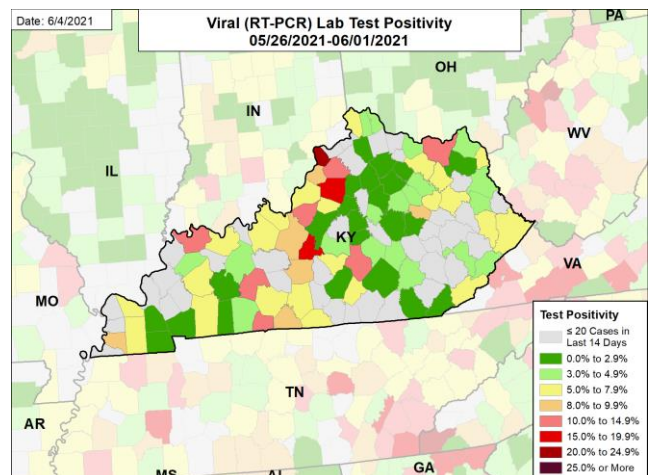 Date: 6/4/2021
Viral (RT-PCR) Lab Test Positivity
05/26/2021-06/01/2021
PA
OH
IN
WV
IL
KY
VA
MO
TN
AR
MS
AL
GA
Test Positivity
≤ 20 Cases in
Last 14 Days
0.0% to 2.9%
3.0% to 4.9%
5.0% to 7.9%
8.0% to 9.9%
10.0% to 14.9%
15.0% to 19.9%
20.0% to 24.9%
25.0% or More